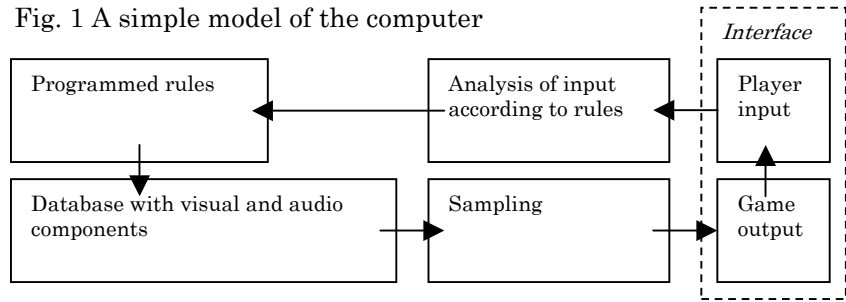 Fig. 1 A simple model of the computer
Interface
Programmed rules
Analysis of input
according to rules
Player
input
Database with visual and audio
components
Sampling
Game
output